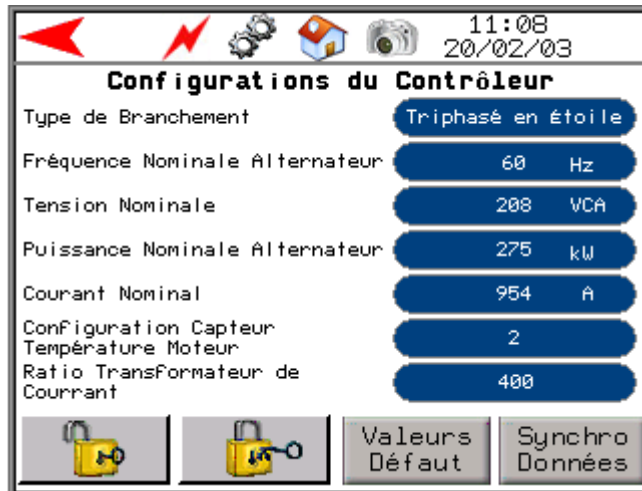 11:08
20/02/03
Configurations du Contrôleur
Type de Branchement Triphasé en étoile
Fréquence Nominale Alternateur 60 Hz
Tension Nominale 208 VCA
Puissance Nominale Alternateur 275 kW
Courant Nominal 954 A
Configuration Capteur
Température Moteur 2
Ratio Transformateur de
Courrant 400
Valeurs
Défaut
Synchro
Données